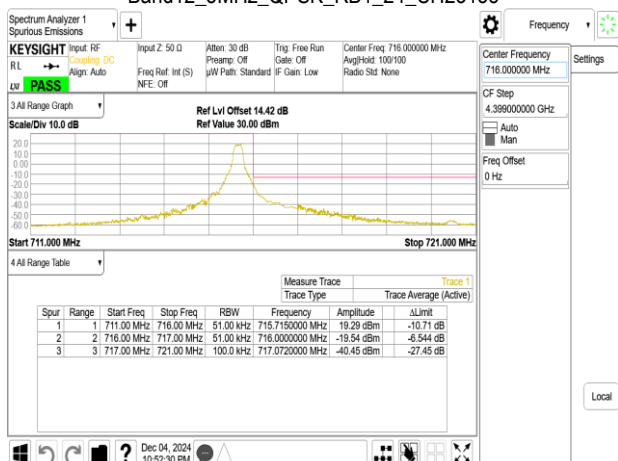 Spectrum Analyzer 1
Spurious Emissions
Frequency
KEYSIGHT Input: RF Input Z: 50 Ω Atten: 30 dB Trig: Free Run Center Freq: 716.000000 MHz
RL Coupling: DC Preamp: Off Gate: Off Avg|Hold: 100/100
Align: Auto Freq Ref: Int (S) µW Path: Standard IF Gain: Low Radio Std: None
LXI PASS NFE: Off
Center Frequency
716.000000 MHz
Settings
CF Step
4.399000000 GHz
Auto
Man
Freq Offset
0 Hz
3 All Range Graph
Ref Lvl Offset 14.42 dB
Scale/Div 10.0 dB Ref Value 30.00 dBm
20.0
10.0
0.00
-10.0
-20.0
-30.0
-40.0
-50.0
-60.0
Start 711.000 MHz Stop 721.000 MHz
4 All Range Table
Measure Trace Trace 1
Trace Type Trace Average (Active)
Spur Range Start Freq Stop Freq RBW Frequency Amplitude ΔLimit
1 1 711.00 MHz 716.00 MHz 51.00 kHz 715.7150000 MHz 19.29 dBm -10.71 dB
2 2 716.00 MHz 717.00 MHz 51.00 kHz 716.0000000 MHz -19.54 dBm -6.544 dB
3 3 717.00 MHz 721.00 MHz 100.0 kHz 717.0720000 MHz -40.45 dBm -27.45 dB
Local
Dec 04, 2024
10:52:30 PM